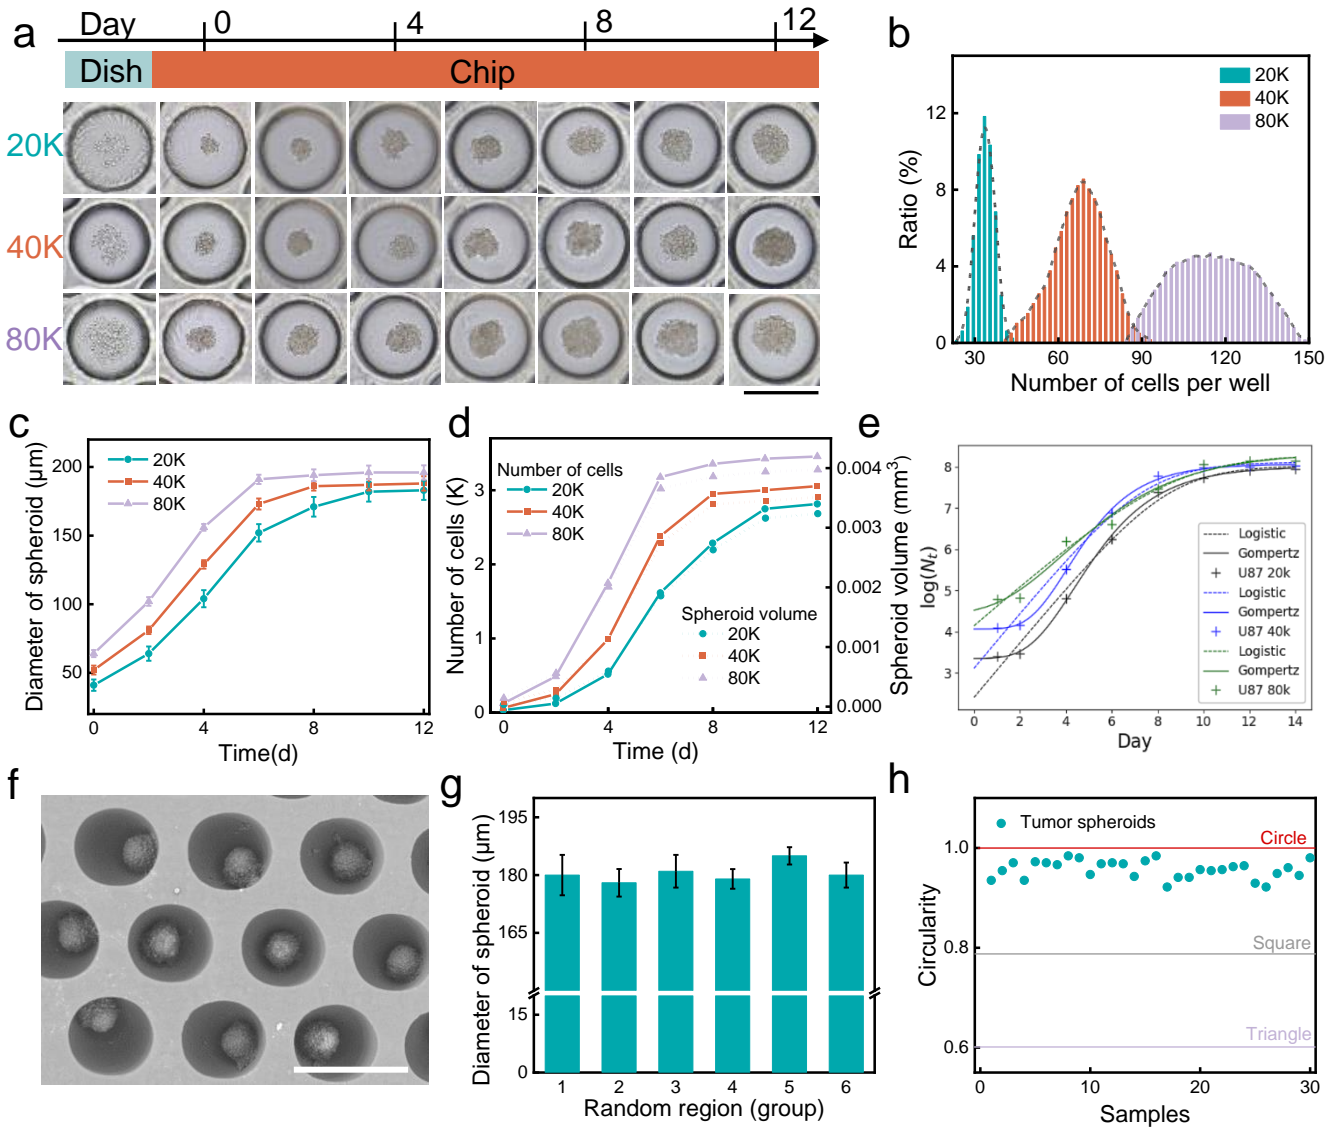 a
Day
0
4
8
12
Dish
Chip
20K
40K
80K
b
20K
40K
80K
12
8
4
0
Ratio (%)
30
60
90
120
150
Number of cells per well
c
200
150
100
50
Diameter of spheroid (μm)
20K
40K
80K
0
4
8
12
Time(d)
d
Number of cells
20K
40K
80K
3
2
1
0
Number of cells (K)
Spheroid volume
20K
40K
80K
0.004
0.003
0.002
0.001
0.000
Spheroid volume (mm³)
0
2
4
6
8
10
12
Time (d)
e
8
7
6
5
4
3
log(Nₜ)
Logistic
Gompertz
U87 20k
Logistic
Gompertz
U87 40k
Logistic
Gompertz
U87 80k
0
2
4
6
8
10
12
14
Day
f
g
195
180
165
15
0
Diameter of spheroid (μm)
1
2
3
4
5
6
Random region (group)
h
Tumor spheroids
Circle
Square
Triangle
1.0
0.8
0.6
Circularity
0
10
20
30
Samples